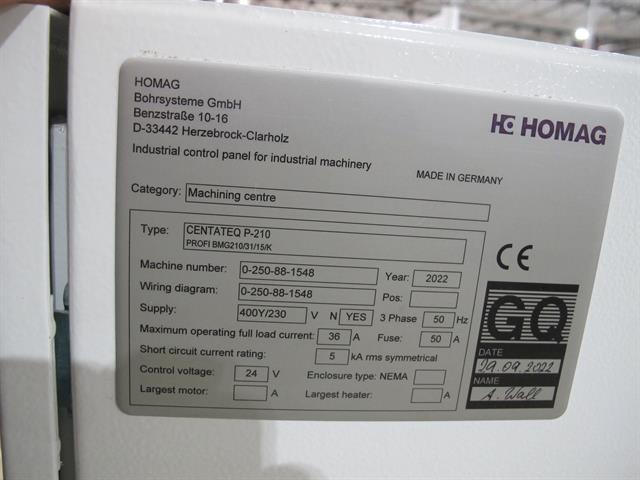 HOMAG
Bohrsysteme GmbH
Benzstraße 10-16
D-33442 Herzebrock-Clarholz
HOMAG
Industrial control panel for industrial machinery
MADE IN GERMANY
Category: Machining centre
Type: CENTATEQ P-210
PROFI BMG210/31/15/K
CE
Machine number: 0-250-88-1548 Year: 2022
Wiring diagram: 0-250-88-1548 Pos:
Supply: 400Y/230 V N YES 3 Phase 50 Hz
Maximum operating full load current: 36 A Fuse: 50 A
Short circuit current rating: 5 kA rms symmetrical
Control voltage: 24 V Enclosure type: NEMA
Largest motor: A Largest heater: A
GQ
DATE
19.09.2022
NAME
A. Wall